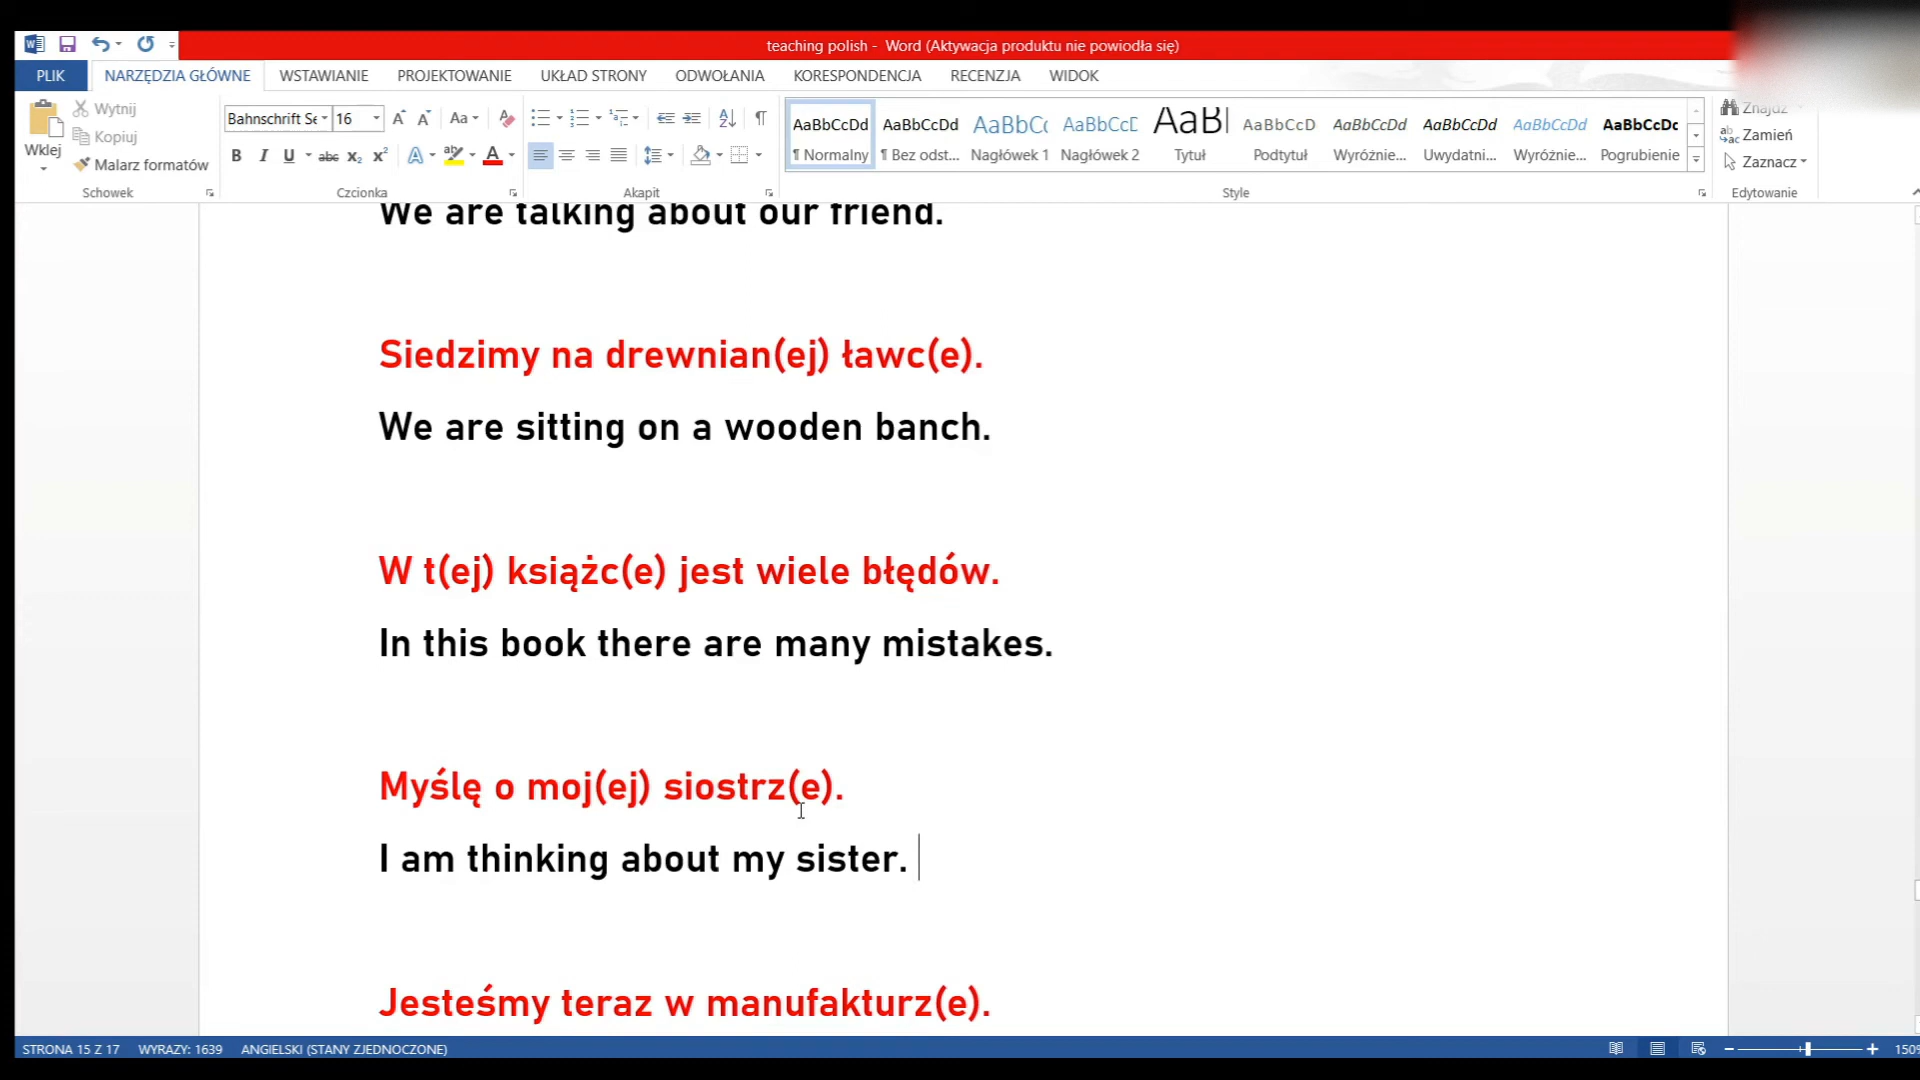 teaching polish - Word (Aktywacja produktu nie powiodła się)
PLIK NARZĘDZIA GŁÓWNE WSTAWIANIE PROJEKTOWANIE UKŁAD STRONY ODWOŁANIA KORESPONDENCJA RECENZJA WIDOK
Wklej
Wytnij
Kopiuj
Malarz formatów
Schowek
Bahnschrift Se 16
Czcionka
Akapit
AaBbCcDd AaBbCcDd AaBbCc AaBbCcD AaB AaBbCcD AaBbCcDd AaBbCcDd AaBbCcDd AaBbCcDc
¶ Normalny ¶ Bez odst... Nagłówek 1 Nagłówek 2 Tytuł Podtytuł Wyróżnie... Uwydatni... Wyróżnie... Pogrubienie
Style
Znajdź
Zamień
Zaznacz
Edytowanie
We are talking about our friend.
Siedzimy na drewnian(ej) ławc(e).
We are sitting on a wooden banch.
W t(ej) książc(e) jest wiele błędów.
In this book there are many mistakes.
Myślę o moj(ej) siostrz(e).
I am thinking about my sister.
Jesteśmy teraz w manufakturz(e).
STRONA 15 Z 17 WYRAZY: 1639 ANGIELSKI (STANY ZJEDNOCZONE) 150%